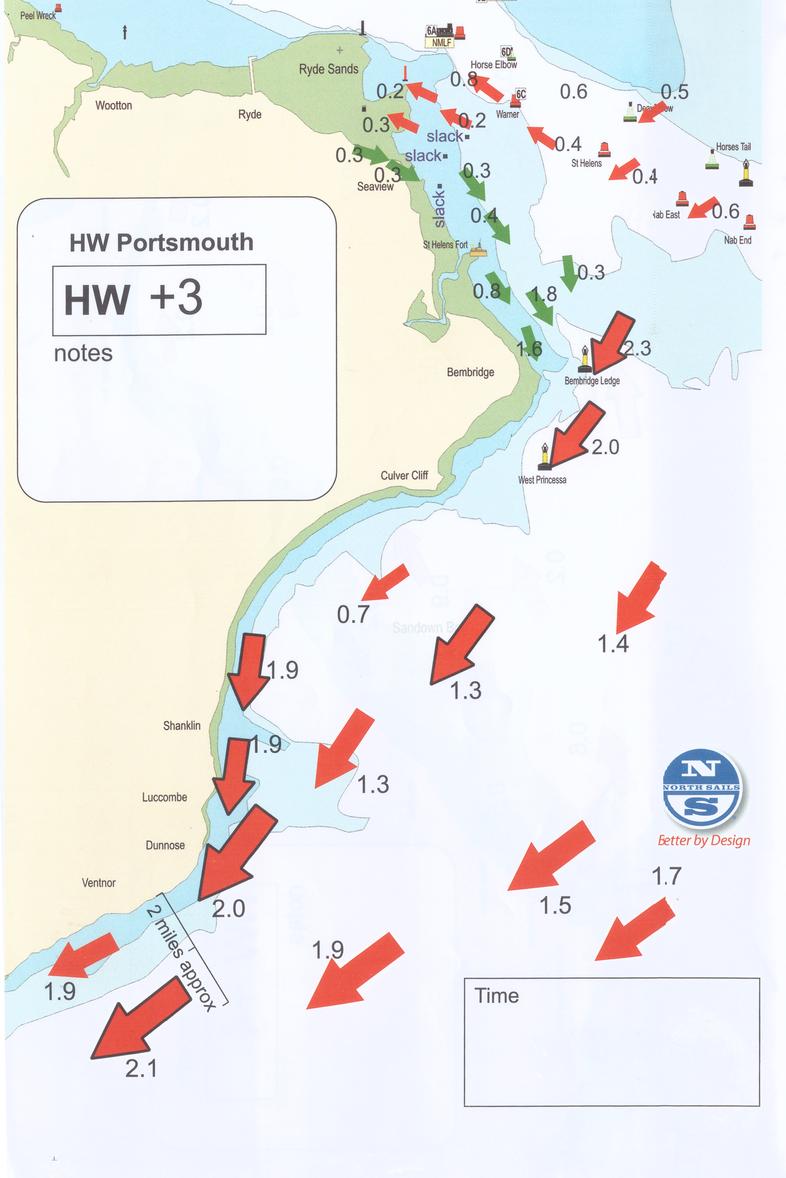 Peel Wreck
6A
NMLF
6D
Horse Elbow
Ryde Sands
0.2
0.8
6C
0.6
0.5
Wootton
Ryde
Warner
0.3
0.2
slack
0.4
Horses Tail
0.3
slack
St Helens
0.3
0.3
0.4
Seaview
slack
0.4
0.6
Nab End
HW Portsmouth
St Helens Fort
HW +3
0.3
0.8
1.8
notes
1.6
2.3
Bembridge
Bembridge Ledge
2.0
Culver Cliff
West Princessa
0.7
1.4
1.9
1.3
Shanklin
1.9
1.3
N
NORTH SAILS
S
Luccombe
Better by Design
Dunnose
Ventnor
1.7
2.0
1.5
2 miles approx
1.9
1.9
Time
2.1